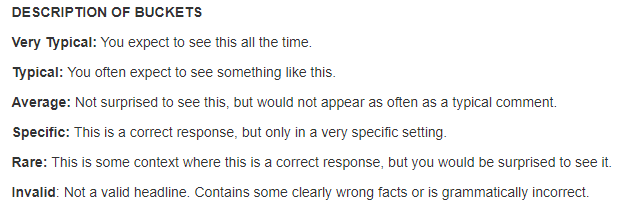 DESCRIPTION OF BUCKETS
Very Typical: You expect to see this all the time.
Typical: You often expect to see something like this.
Average: Not surprised to see this, but would not appear as often as a typical comment.
Specific: This is a correct response, but only in a very specific setting.
Rare: This is some context where this is a correct response, but you would be surprised to see it.
Invalid: Not a valid headline. Contains some clearly wrong facts or is grammatically incorrect.